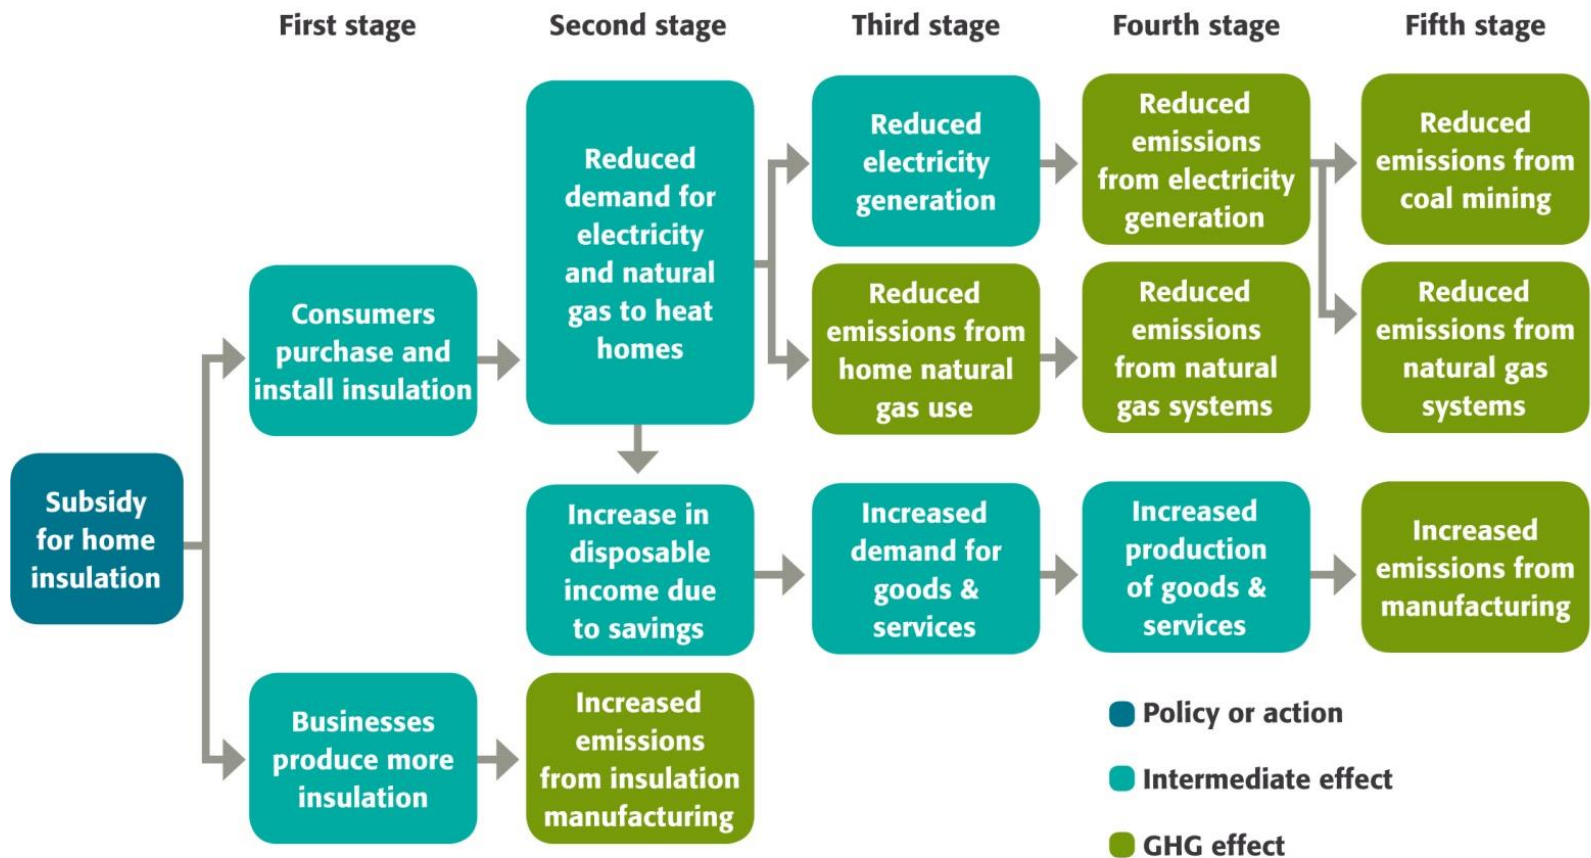 First stage
Second stage
Third stage
Fourth stage
Fifth stage
Subsidy
for home
insulation
Consumers
purchase and
install insulation
Reduced
demand for
electricity
and natural
gas to heat
homes
Reduced
electricity
generation
Reduced
emissions
from electricity
generation
Reduced
emissions from
coal mining
Reduced
emissions from
home natural
gas use
Reduced
emissions
from natural
gas systems
Reduced
emissions from
natural gas
systems
Increase in
disposable
income due
to savings
Increased
demand for
goods &
services
Increased
production
of goods &
services
Increased
emissions from
manufacturing
Businesses
produce more
insulation
Increased
emissions
from insulation
manufacturing
Policy or action
Intermediate effect
GHG effect